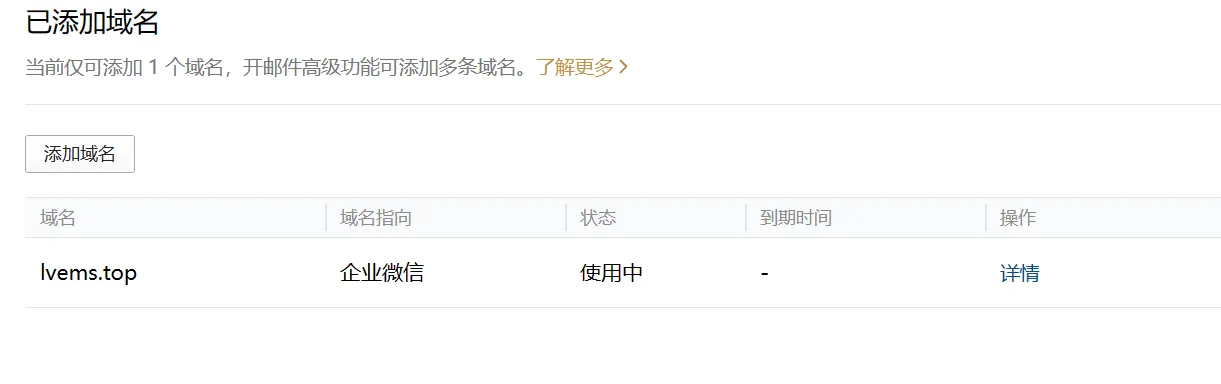 已添加域名
当前仅可添加 1 个域名，开邮件高级功能可添加多条域名。了解更多 >
添加域名
域名 域名指向 状态 到期时间 操作
lvems.top 企业微信 使用中 - 详情